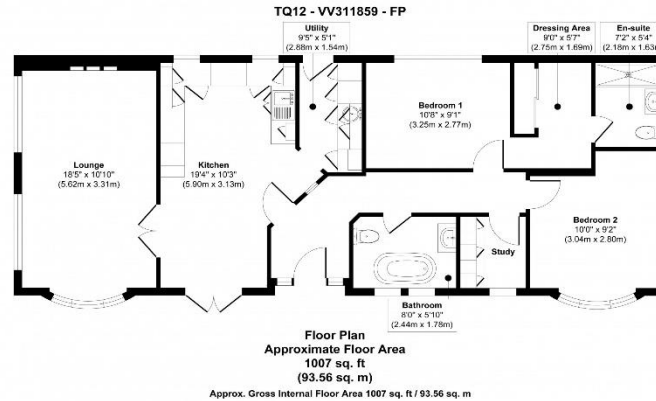 TQ12 - VV311859 - FP
Utility
9'5" x 5'1"
(2.88m x 1.54m)
Dressing Area
9'0" x 5'7"
(2.75m x 1.69m)
En-suite
7'2" x 5'4"
(2.18m x 1.63m)
Bedroom 1
10'8" x 9'1"
(3.25m x 2.77m)
Lounge
18'5" x 10'10"
(5.62m x 3.31m)
Kitchen
19'4" x 10'3"
(5.90m x 3.13m)
Bedroom 2
10'0" x 9'2"
(3.04m x 2.80m)
Study
Bathroom
8'0" x 5'10"
(2.44m x 1.78m)
Floor Plan
Approximate Floor Area
1007 sq. ft
(93.56 sq. m)
Approx. Gross Internal Floor Area 1007 sq. ft / 93.56 sq. m